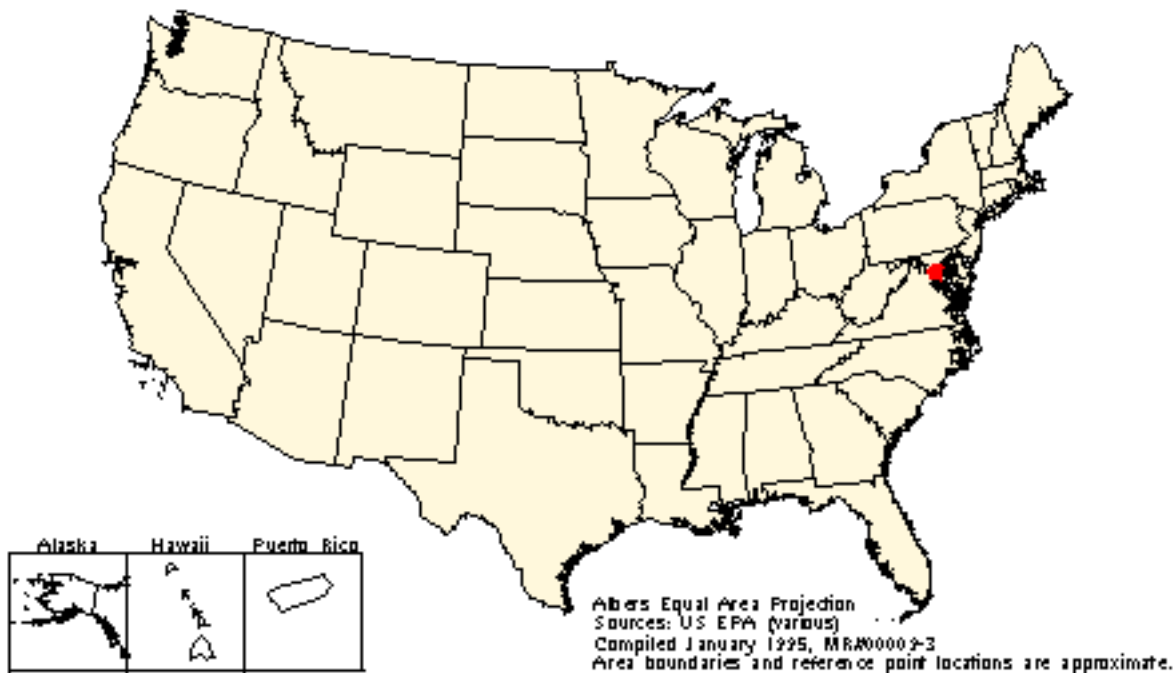 Alaska
Hawaii
Puerto Rico
Albers Equal Area Projection
Sources: US EPA (various)
Compiled January 1995, MR#00009-3
Area boundaries and reference point locations are approximate.